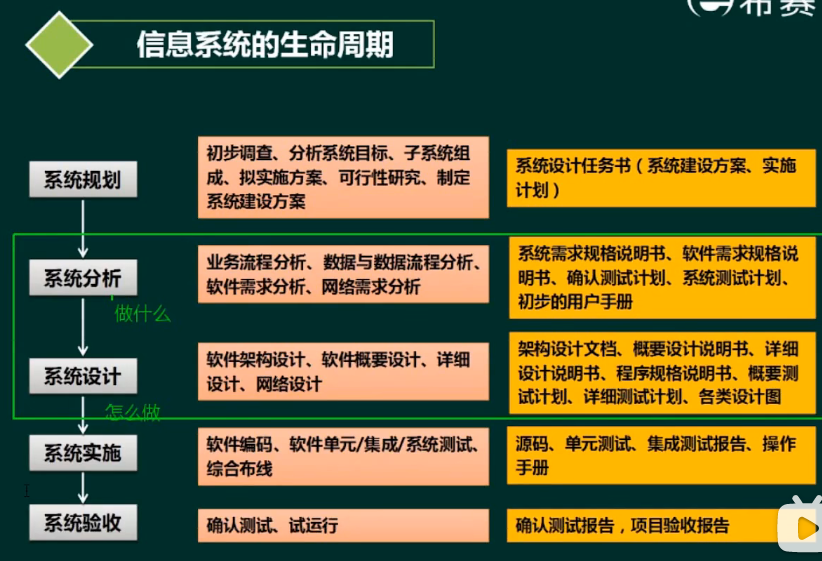 布赛
信息系统的生命周期
系统规划
初步调查、分析系统目标、子系统组
成、拟实施方案、可行性研究、制定
系统建设方案
系统设计任务书（系统建设方案、实施
计划）
系统分析
做什么
业务流程分析、数据与数据流程分析、
软件需求分析、网络需求分析
系统需求规格说明书、软件需求规格说
明书、确认测试计划、系统测试计划、
初步的用户手册
系统设计
怎么做
软件架构设计、软件概要设计、详细
设计、网络设计
架构设计文档、概要设计说明书、详细
设计说明书、程序规格说明书、概要测
试计划、详细测试计划、各类设计图
系统实施
软件编码、软件单元/集成/系统测试、
综合布线
源码、单元测试、集成测试报告、操作
手册
系统验收
确认测试、试运行
确认测试报告，项目验收报告